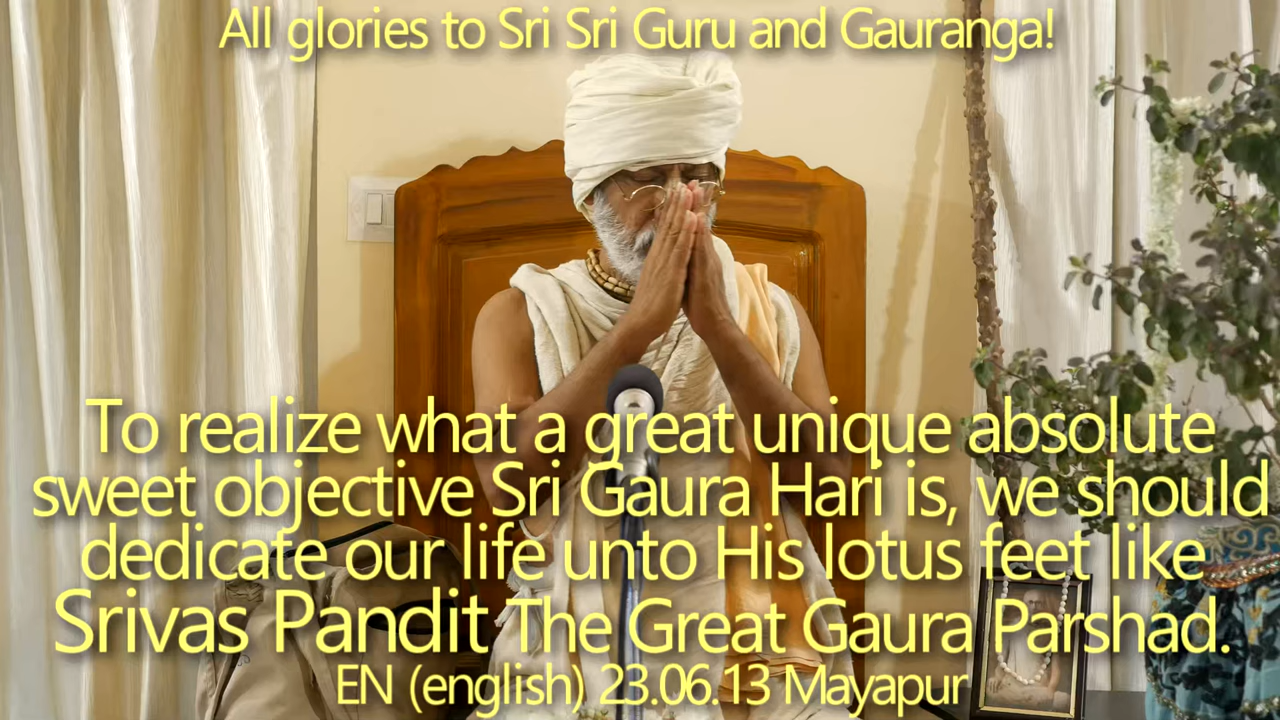 All glories to Sri Sri Guru and Gauranga!
To realize what a great unique absolute
sweet objective Sri Gaura Hari is, we should
dedicate our life unto His lotus feet like
Srivas Pandit The Great Gaura Parshad.
EN (english) 23.06.13 Mayapur